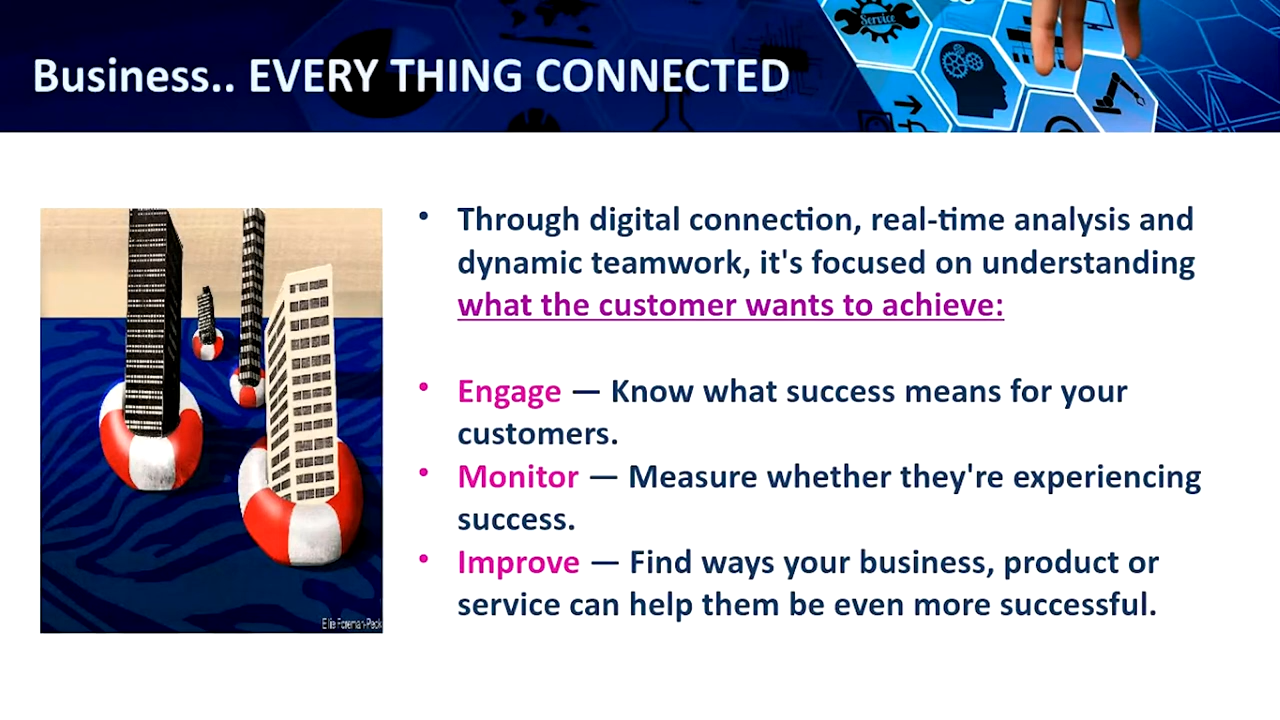 Service
Business.. EVERY THING CONNECTED
• Through digital connection, real-time analysis and
dynamic teamwork, it's focused on understanding
what the customer wants to achieve:
• Engage — Know what success means for your
customers.
• Monitor — Measure whether they're experiencing
success.
• Improve — Find ways your business, product or
service can help them be even more successful.
Ellie Foreman-Peck